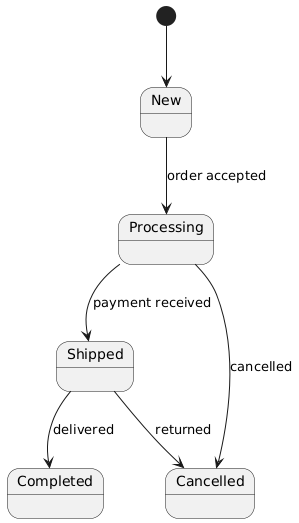 New
order accepted
Processing
payment received
cancelled
Shipped
delivered
returned
Completed
Cancelled